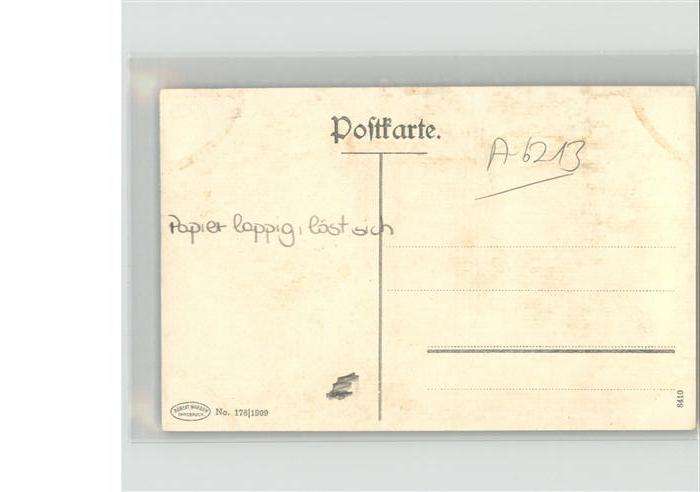 Postkarte.
A-6213
Papier lappig, löst sich
No. 178|1909
8410